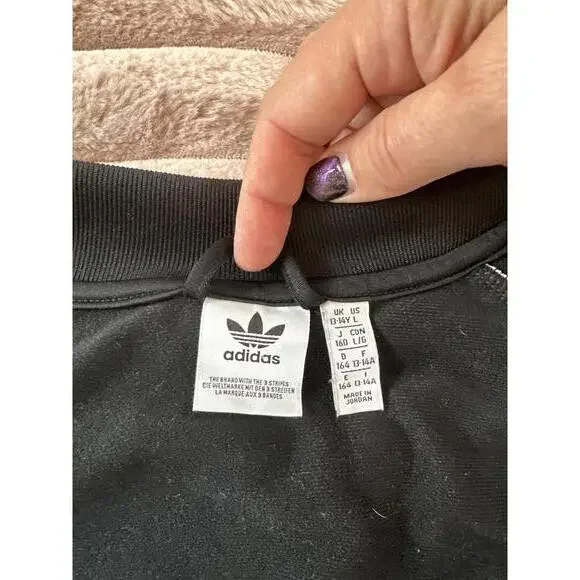 adidas
THE BRAND WITH THE 3 STRIPES
DIE WELTMARKE MIT DEN 3 STREIFEN
LA MARQUE AUX 3 BANDES
UK US
13-14Y L
J CDN
160 L/G
D F
164 13-14A
E I
164 13-14A
MADE IN
JORDAN